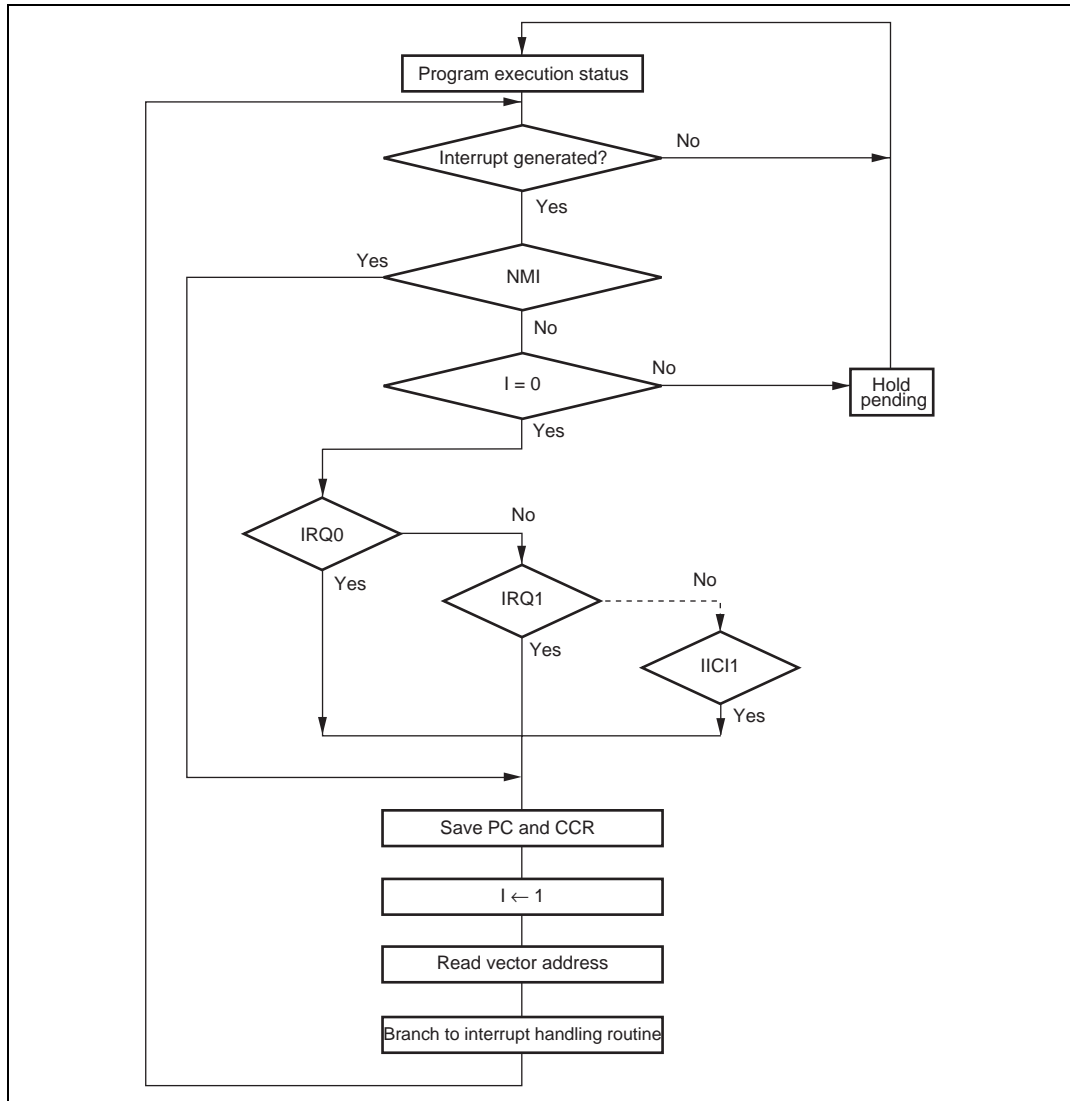 Program execution status
Interrupt generated?
No
Yes
Yes
NMI
No
I = 0
No
Hold
pending
Yes
IRQ0
No
Yes
IRQ1
No
Yes
IICI1
Yes
Save PC and CCR
I ← 1
Read vector address
Branch to interrupt handling routine